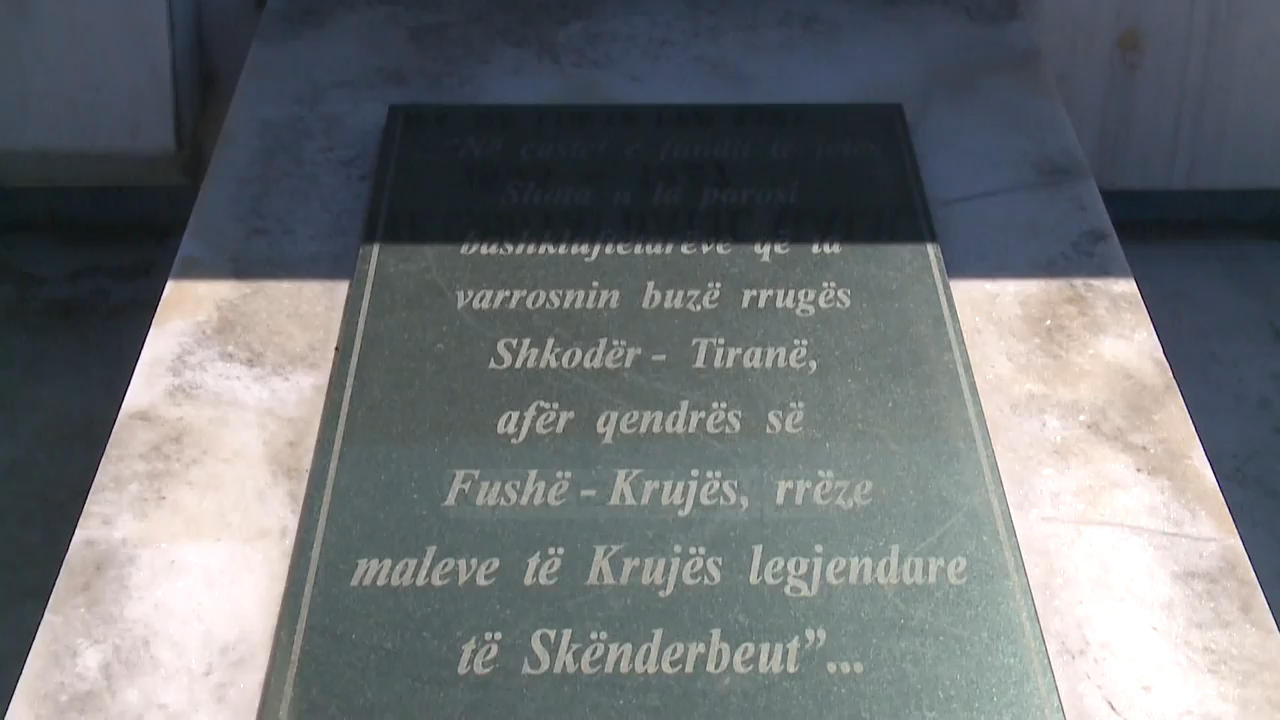 "Në çastet e fundit të jetës
Shota u la porosi
bashkluftëtarëve që ta
varrosnin buzë rrugës
Shkodër - Tiranë,
afër qendrës së
Fushë - Krujës, rrëze
maleve të Krujës legjendare
të Skënderbeut"...